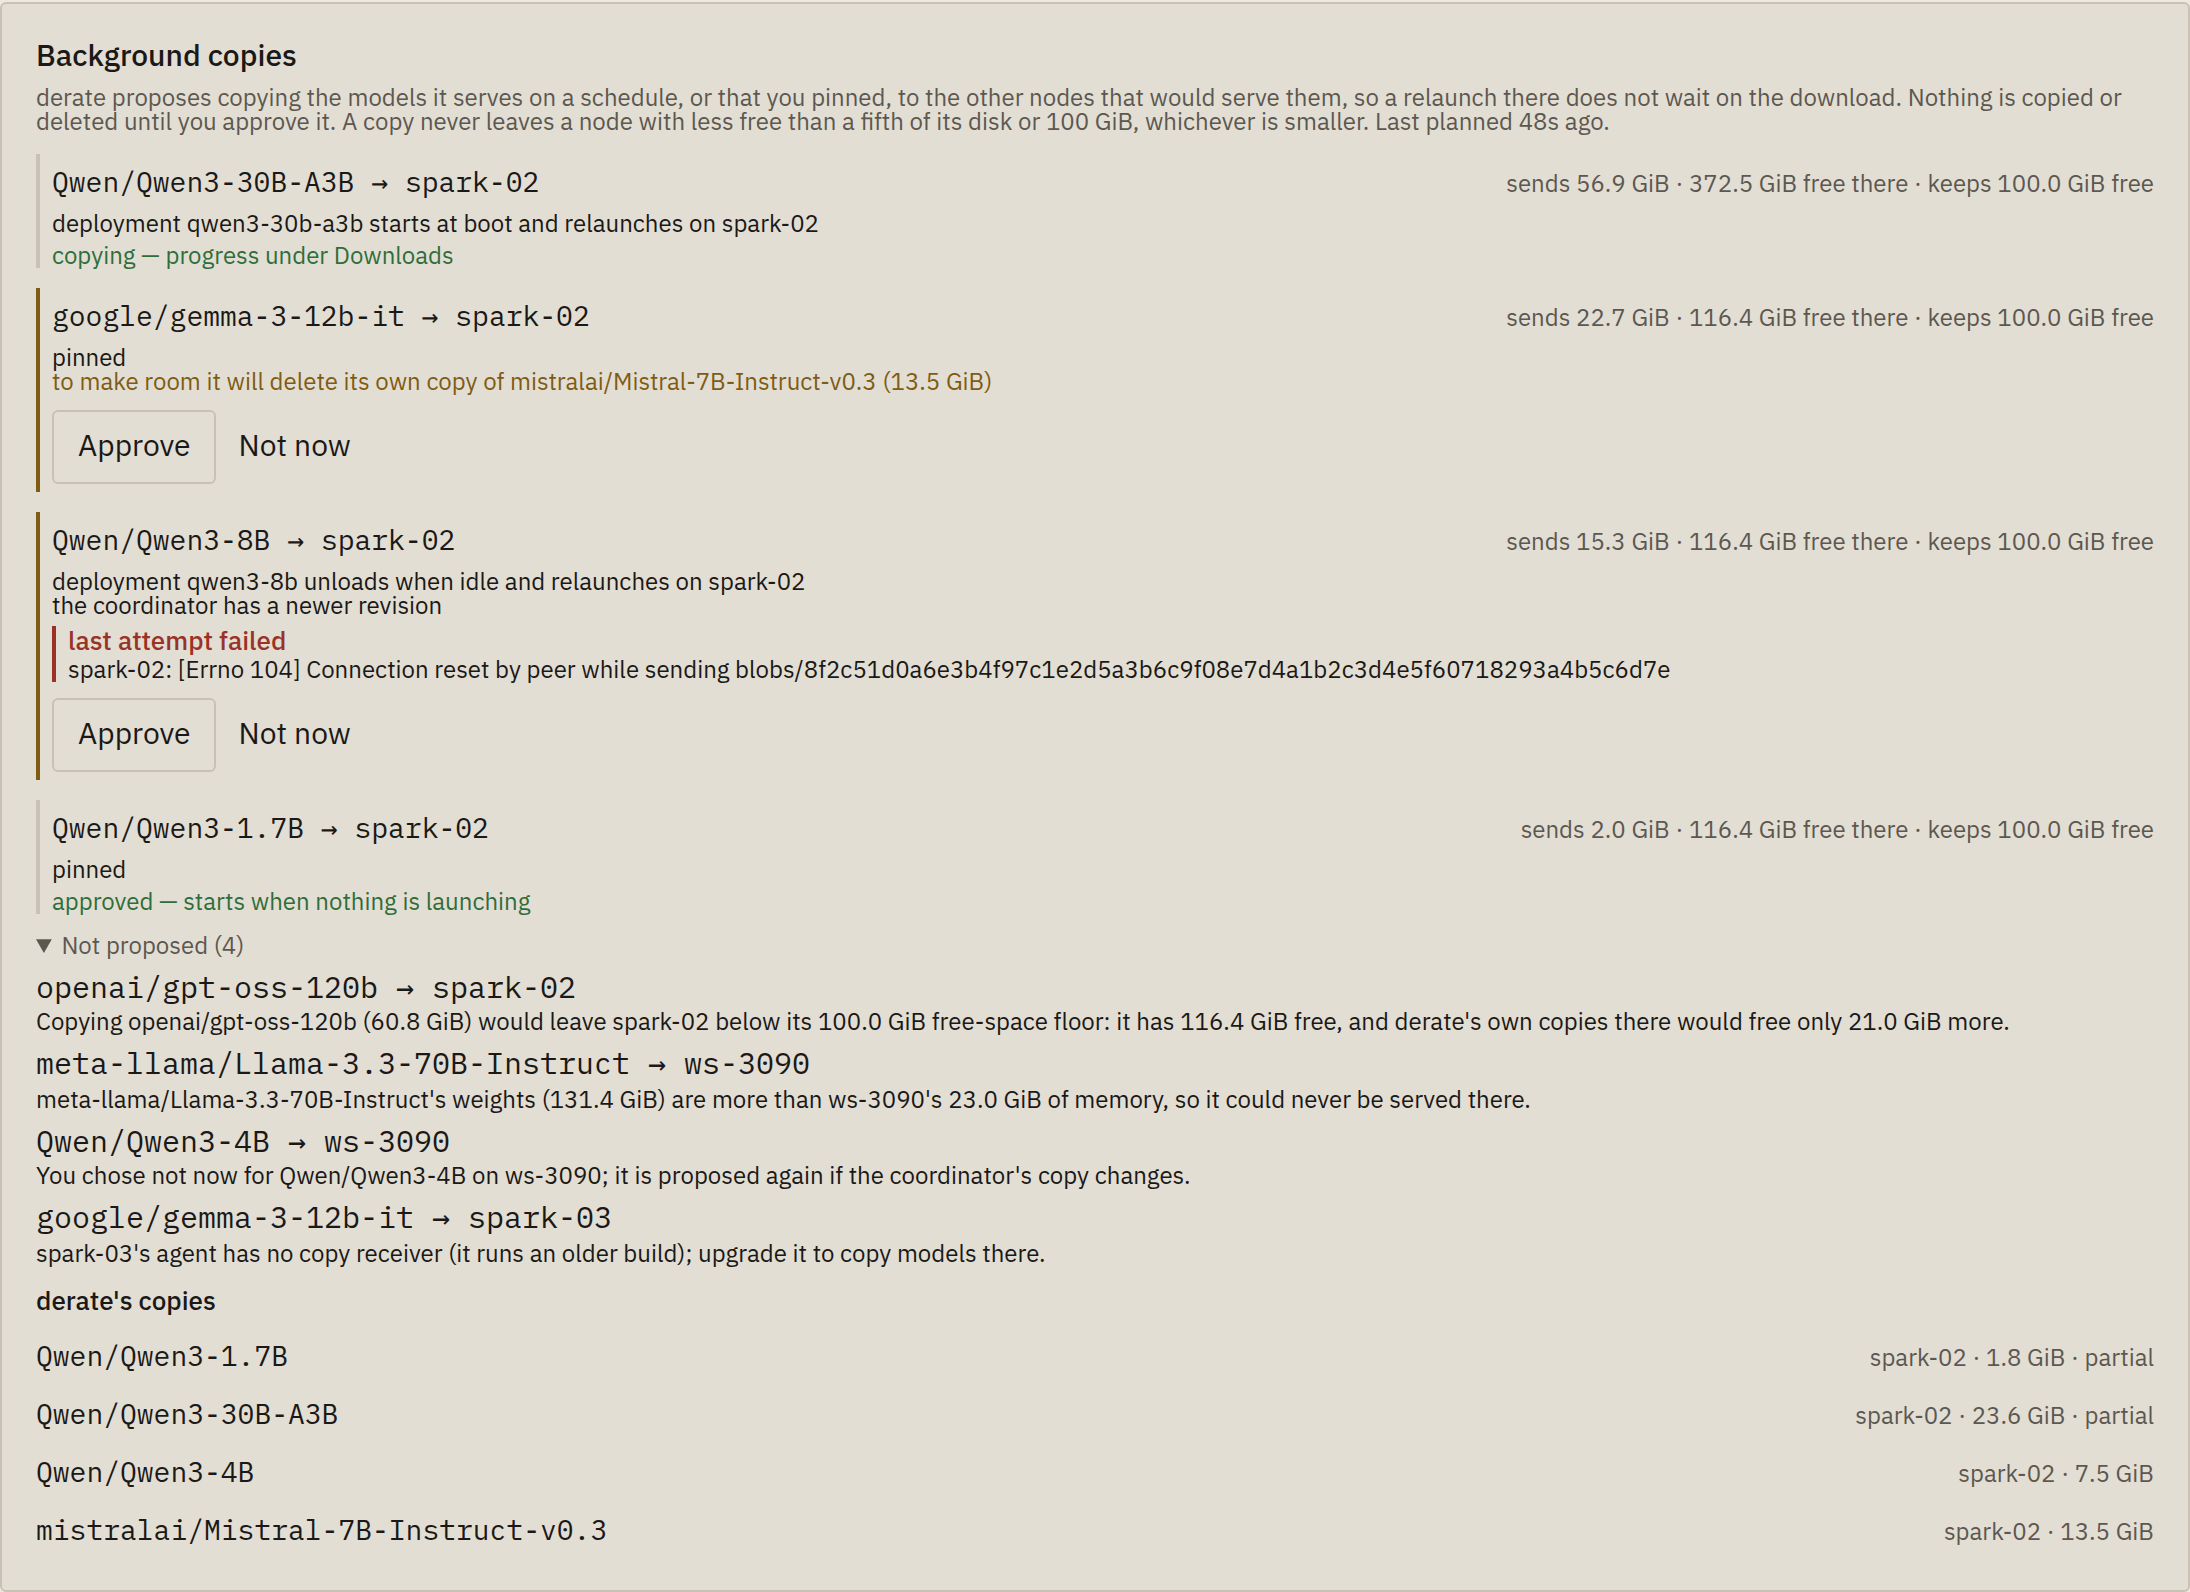 Background copies
derate proposes copying the models it serves on a schedule, or that you pinned, to the other nodes that would serve them, so a relaunch there does not wait on the download. Nothing is copied or
deleted until you approve it. A copy never leaves a node with less free than a fifth of its disk or 100 GiB, whichever is smaller. Last planned 48s ago.
Qwen/Qwen3-30B-A3B → spark-02 sends 56.9 GiB · 372.5 GiB free there · keeps 100.0 GiB free
deployment qwen3-30b-a3b starts at boot and relaunches on spark-02
copying — progress under Downloads
google/gemma-3-12b-it → spark-02 sends 22.7 GiB · 116.4 GiB free there · keeps 100.0 GiB free
pinned
to make room it will delete its own copy of mistralai/Mistral-7B-Instruct-v0.3 (13.5 GiB)
Approve Not now
Qwen/Qwen3-8B → spark-02 sends 15.3 GiB · 116.4 GiB free there · keeps 100.0 GiB free
deployment qwen3-8b unloads when idle and relaunches on spark-02
the coordinator has a newer revision
last attempt failed
spark-02: [Errno 104] Connection reset by peer while sending blobs/8f2c51d0a6e3b4f97c1e2d5a3b6c9f08e7d4a1b2c3d4e5f60718293a4b5c6d7e
Approve Not now
Qwen/Qwen3-1.7B → spark-02 sends 2.0 GiB · 116.4 GiB free there · keeps 100.0 GiB free
pinned
approved — starts when nothing is launching
▼ Not proposed (4)
openai/gpt-oss-120b → spark-02
Copying openai/gpt-oss-120b (60.8 GiB) would leave spark-02 below its 100.0 GiB free-space floor: it has 116.4 GiB free, and derate's own copies there would free only 21.0 GiB more.
meta-llama/Llama-3.3-70B-Instruct → ws-3090
meta-llama/Llama-3.3-70B-Instruct's weights (131.4 GiB) are more than ws-3090's 23.0 GiB of memory, so it could never be served there.
Qwen/Qwen3-4B → ws-3090
You chose not now for Qwen/Qwen3-4B on ws-3090; it is proposed again if the coordinator's copy changes.
google/gemma-3-12b-it → spark-03
spark-03's agent has no copy receiver (it runs an older build); upgrade it to copy models there.
derate's copies
Qwen/Qwen3-1.7B spark-02 · 1.8 GiB · partial
Qwen/Qwen3-30B-A3B spark-02 · 23.6 GiB · partial
Qwen/Qwen3-4B spark-02 · 7.5 GiB
mistralai/Mistral-7B-Instruct-v0.3 spark-02 · 13.5 GiB